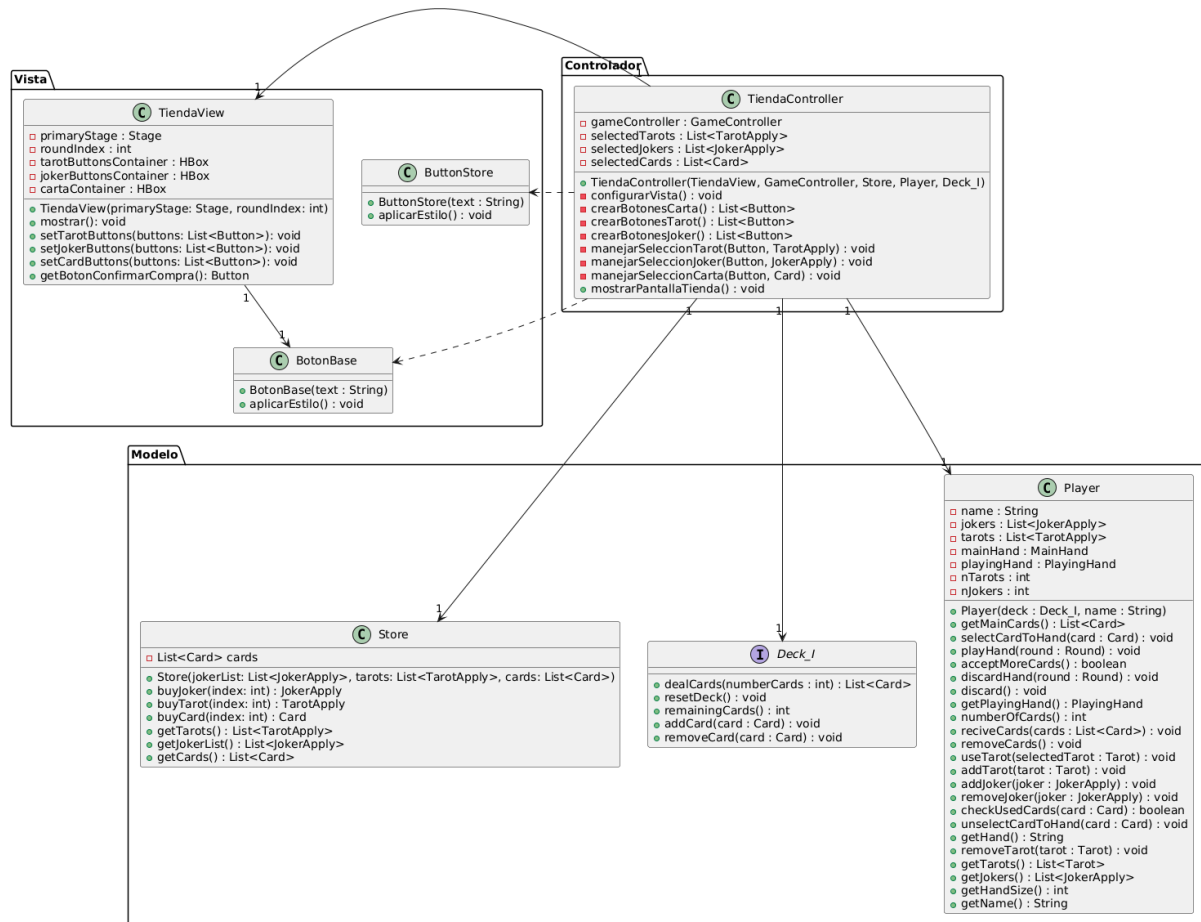 Vista
C TiendaView
primaryStage : Stage
roundIndex : int
tarotButtonsContainer : HBox
jokerButtonsContainer : HBox
cartaContainer : HBox
TiendaView(primaryStage: Stage, roundIndex: int)
mostrar(): void
setTarotButtons(buttons: List<Button>): void
setJokerButtons(buttons: List<Button>): void
setCardButtons(buttons: List<Button>): void
getBotonConfirmarCompra(): Button
C ButtonStore
ButtonStore(text : String)
aplicarEstilo() : void
C BotonBase
BotonBase(text : String)
aplicarEstilo() : void
Controlador
C TiendaController
gameController : GameController
selectedTarots : List<TarotApply>
selectedJokers : List<JokerApply>
selectedCards : List<Card>
TiendaController(TiendaView, GameController, Store, Player, Deck_I)
configurarVista() : void
crearBotonesCarta() : List<Button>
crearBotonesTarot() : List<Button>
crearBotonesJoker() : List<Button>
manejarSeleccionTarot(Button, TarotApply) : void
manejarSeleccionJoker(Button, JokerApply) : void
manejarSeleccionCarta(Button, Card) : void
mostrarPantallaTienda() : void
1
1
1
1
1
1
1
1
1
1
Modelo
C Store
List<Card> cards
Store(jokerList: List<JokerApply>, tarots: List<TarotApply>, cards: List<Card>)
buyJoker(index: int) : JokerApply
buyTarot(index: int) : TarotApply
buyCard(index: int) : Card
getTarots() : List<TarotApply>
getJokerList() : List<JokerApply>
getCards() : List<Card>
I Deck_I
dealCards(numberCards : int) : List<Card>
resetDeck() : void
remainingCards() : int
addCard(card : Card) : void
removeCard(card : Card) : void
C Player
name : String
jokers : List<JokerApply>
tarots : List<TarotApply>
mainHand : MainHand
playingHand : PlayingHand
nTarots : int
nJokers : int
Player(deck : Deck_I, name : String)
getMainCards() : List<Card>
selectCardToHand(card : Card) : void
playHand(round : Round) : void
acceptMoreCards() : boolean
discardHand(round : Round) : void
discard() : void
getPlayingHand() : PlayingHand
numberOfCards() : int
reciveCards(cards : List<Card>) : void
removeCards() : void
useTarot(selectedTarot : Tarot) : void
addTarot(tarot : Tarot) : void
addJoker(joker : JokerApply) : void
removeJoker(joker : JokerApply) : void
checkUsedCards(card : Card) : boolean
unselectCardToHand(card : Card) : void
getHand() : String
removeTarot(tarot : Tarot) : void
getTarots() : List<Tarot>
getJokers() : List<JokerApply>
getHandSize() : int
getName() : String